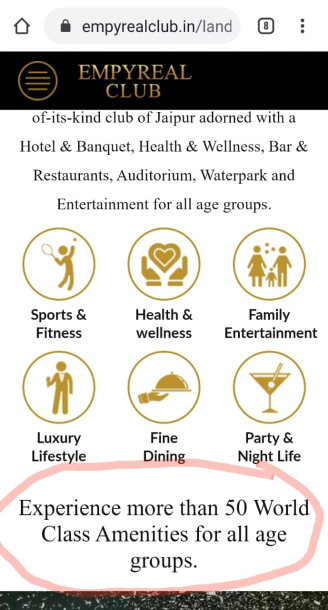 empyrealclub.in/land
8
EMPYREAL
CLUB
of-its-kind club of Jaipur adorned with a
Hotel & Banquet, Health & Wellness, Bar &
Restaurants, Auditorium, Waterpark and
Entertainment for all age groups.
Sports &
Fitness
Health &
wellness
Family
Entertainment
Luxury
Lifestyle
Fine
Dining
Party &
Night Life
Experience more than 50 World
Class Amenities for all age
groups.